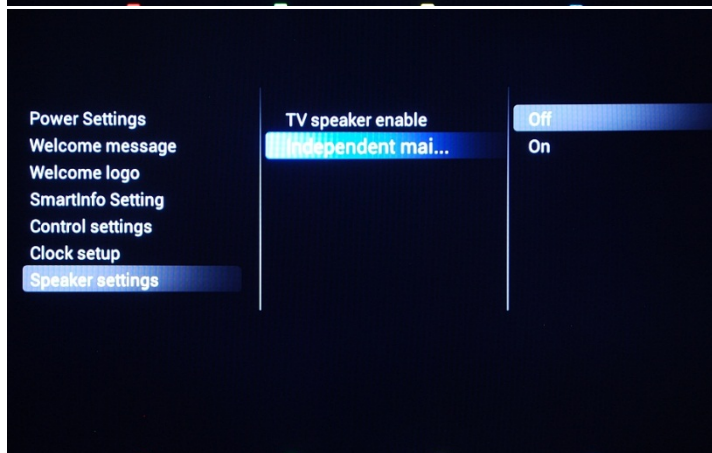 Power Settings
Welcome message
Welcome logo
SmartInfo Setting
Control settings
Clock setup
Speaker settings
TV speaker enable
Independent mai...
Off
On